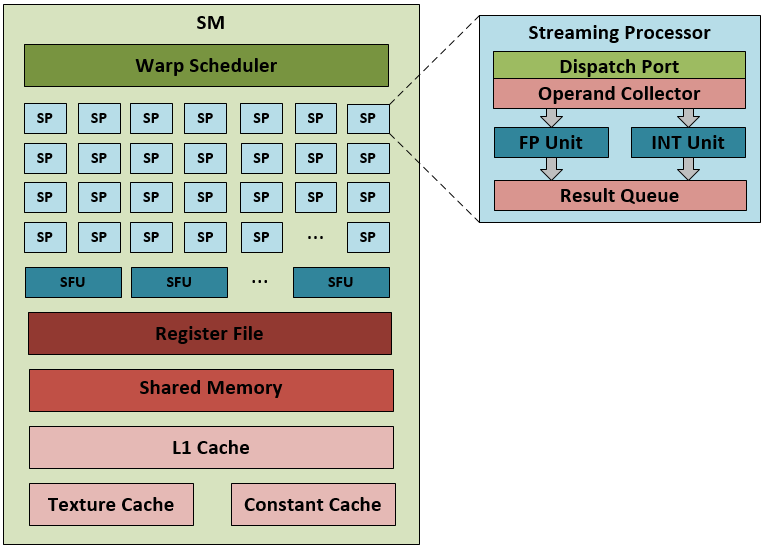 SM
Warp Scheduler
SP SP SP SP SP SP SP
SP SP SP SP SP SP SP
SP SP SP SP SP SP SP
SP SP SP SP SP ... SP
SFU SFU ... SFU
Register File
Shared Memory
L1 Cache
Texture Cache Constant Cache
Streaming Processor
Dispatch Port
Operand Collector
FP Unit INT Unit
Result Queue